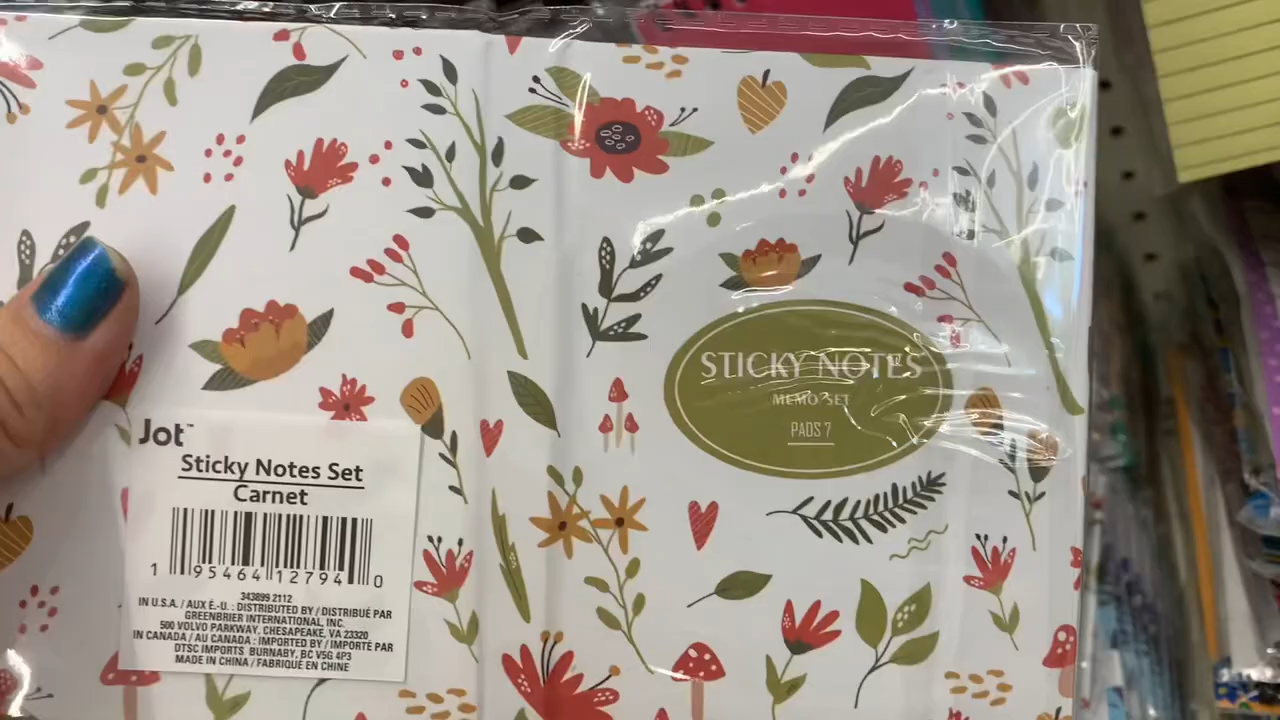 STICKY NOTES
MEMO SET
PADS 7
Jot™
Sticky Notes Set
Carnet
1 95464 12794 0
343899 2112
IN U.S.A. / AUX É.-U. : DISTRIBUTED BY / DISTRIBUÉ PAR
GREENBRIER INTERNATIONAL, INC.
500 VOLVO PARKWAY, CHESAPEAKE, VA 23320
IN CANADA / AU CANADA : IMPORTED BY / IMPORTÉ PAR
DTSC IMPORTS BURNABY, BC V5G 4P3
MADE IN CHINA / FABRIQUÉ EN CHINE